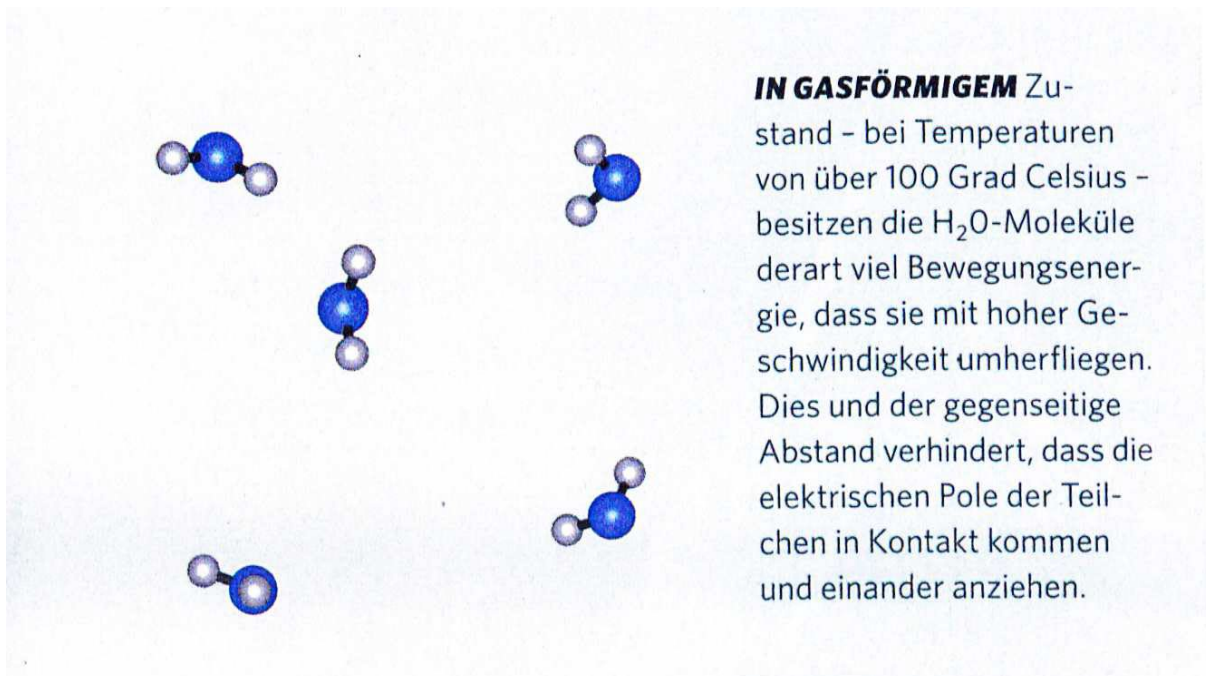 IN GASFÖRMIGEM Zu-
stand – bei Temperaturen
von über 100 Grad Celsius –
besitzen die H₂O-Moleküle
derart viel Bewegungsener-
gie, dass sie mit hoher Ge-
schwindigkeit umherfliegen.
Dies und der gegenseitige
Abstand verhindert, dass die
elektrischen Pole der Teil-
chen in Kontakt kommen
und einander anziehen.